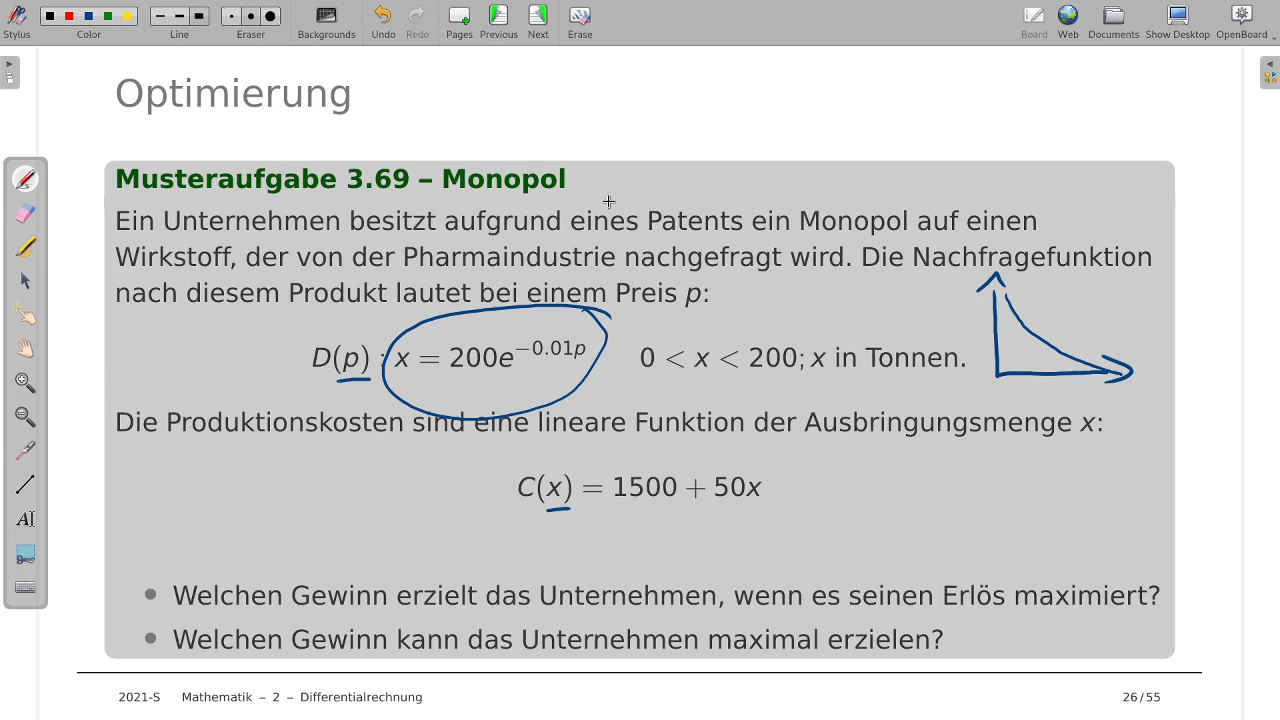 Stylus Color Line Eraser Backgrounds Undo Redo Pages Previous Next Erase Board Web Documents Show Desktop OpenBoard
Optimierung
Musteraufgabe 3.69 – Monopol
Ein Unternehmen besitzt aufgrund eines Patents ein Monopol auf einen
Wirkstoff, der von der Pharmaindustrie nachgefragt wird. Die Nachfragefunktion
nach diesem Produkt lautet bei einem Preis p:
D(p) : x = 200e^{−0.01p} 0 < x < 200; x in Tonnen.
Die Produktionskosten sind eine lineare Funktion der Ausbringungsmenge x:
C(x) = 1500 + 50x
• Welchen Gewinn erzielt das Unternehmen, wenn es seinen Erlös maximiert?
• Welchen Gewinn kann das Unternehmen maximal erzielen?
2021-S Mathematik – 2 – Differentialrechnung 26/55